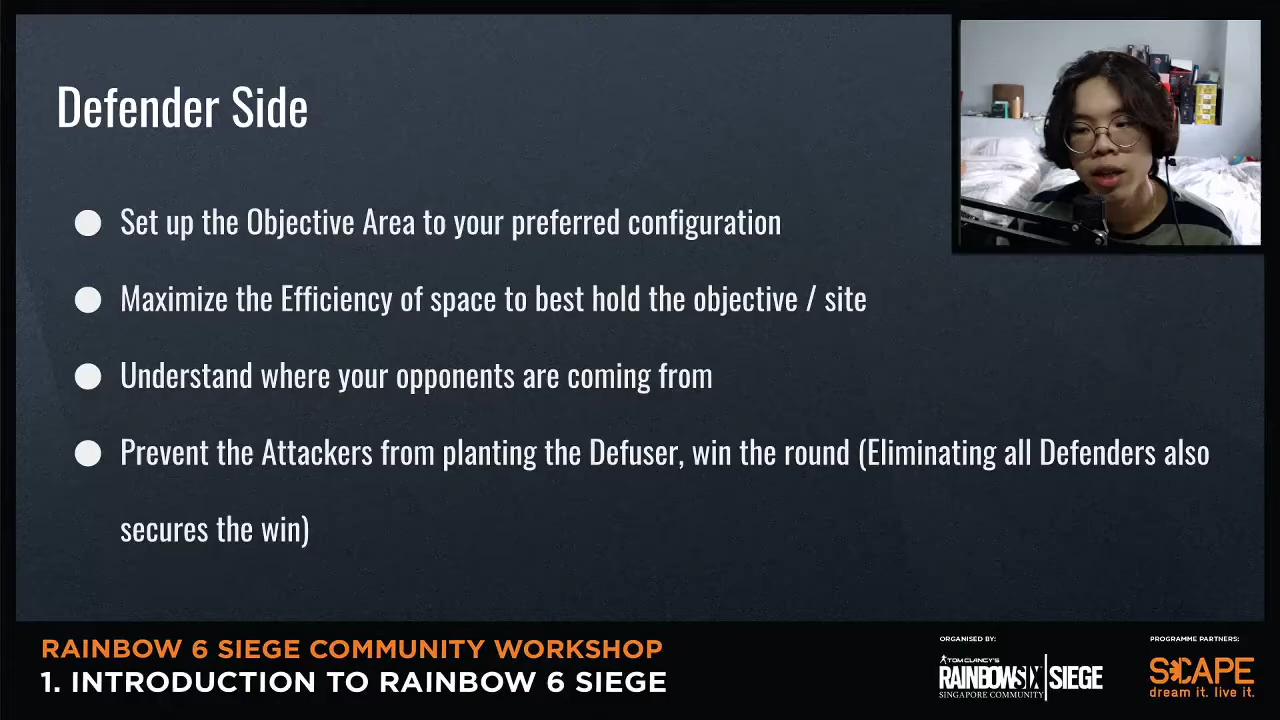 Defender Side
Set up the Objective Area to your preferred configuration
Maximize the Efficiency of space to best hold the objective / site
Understand where your opponents are coming from
Prevent the Attackers from planting the Defuser, win the round (Eliminating all Defenders also
secures the win)
RAINBOW 6 SIEGE COMMUNITY WORKSHOP
1. INTRODUCTION TO RAINBOW 6 SIEGE
ORGANISED BY:
TOM CLANCY'S
RAINBOWSIX SIEGE
SINGAPORE COMMUNITY
PROGRAMME PARTNERS:
SCAPE
dream it. live it.